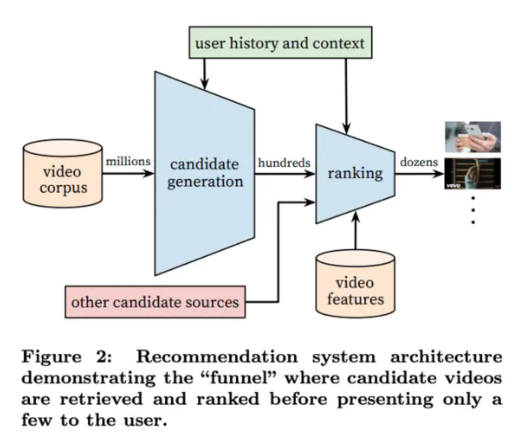 user history and context
video
corpus
millions
candidate
generation
hundreds
ranking
dozens
vevo
other candidate sources
video
features
Figure 2: Recommendation system architecture
demonstrating the “funnel” where candidate videos
are retrieved and ranked before presenting only a
few to the user.